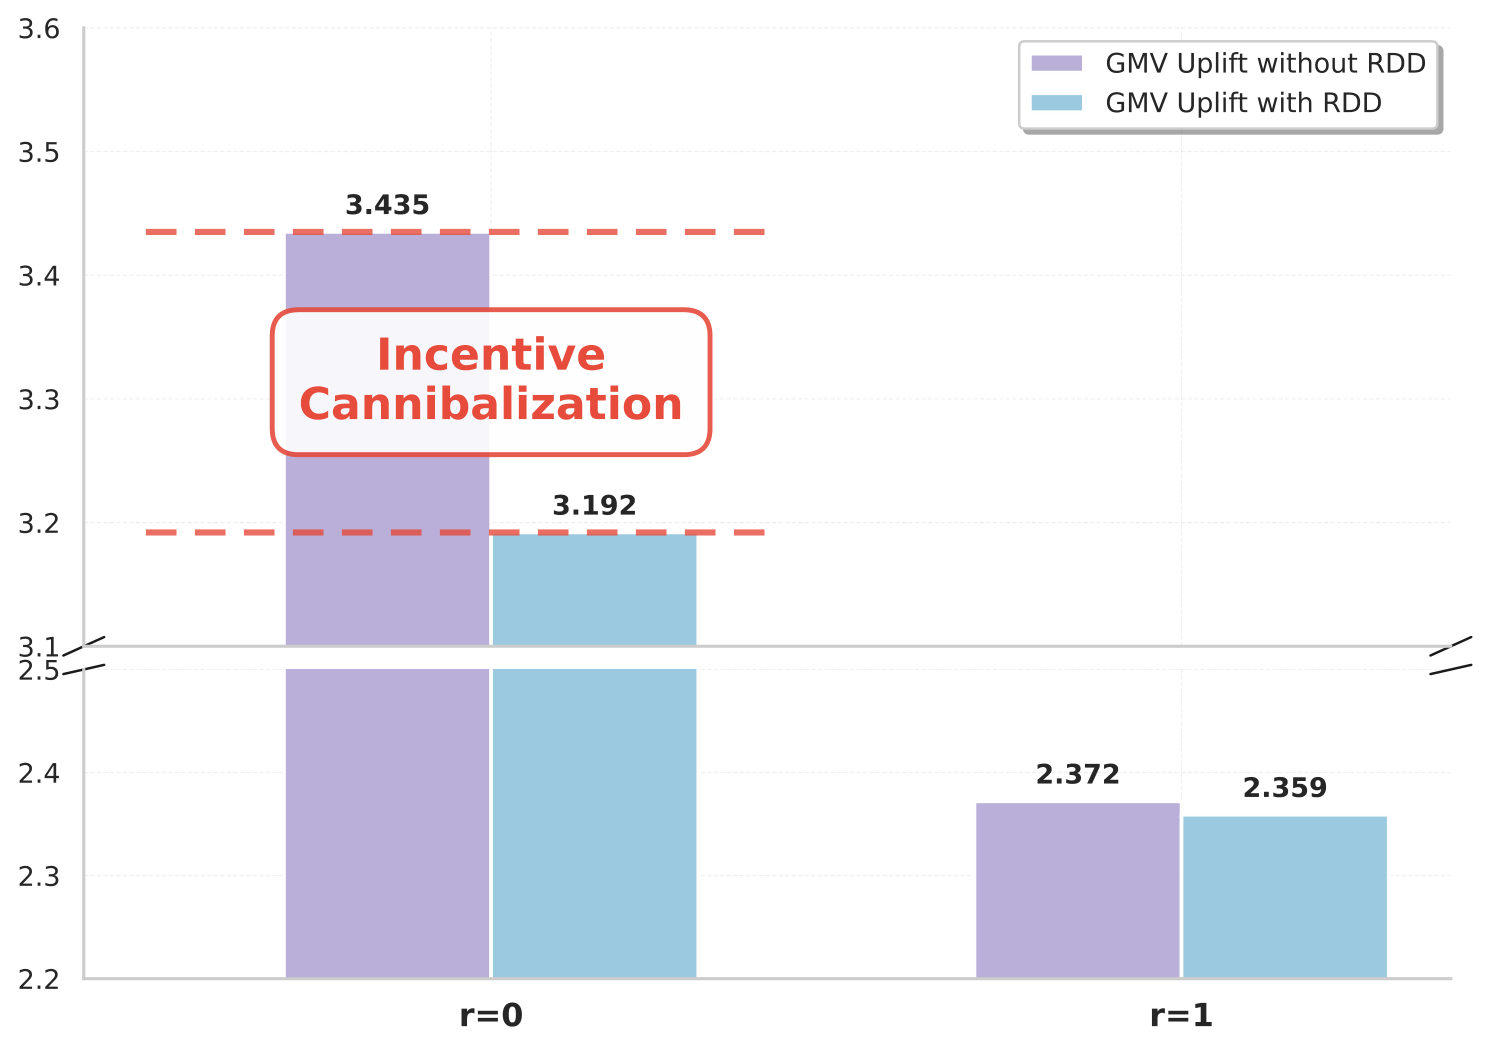 3.6
GMV Uplift without RDD
GMV Uplift with RDD
3.5
3.435
3.4
Incentive
Cannibalization
3.3
3.192
3.2
3.1
2.5
2.4
2.372
2.359
2.3
2.2
r=0
r=1